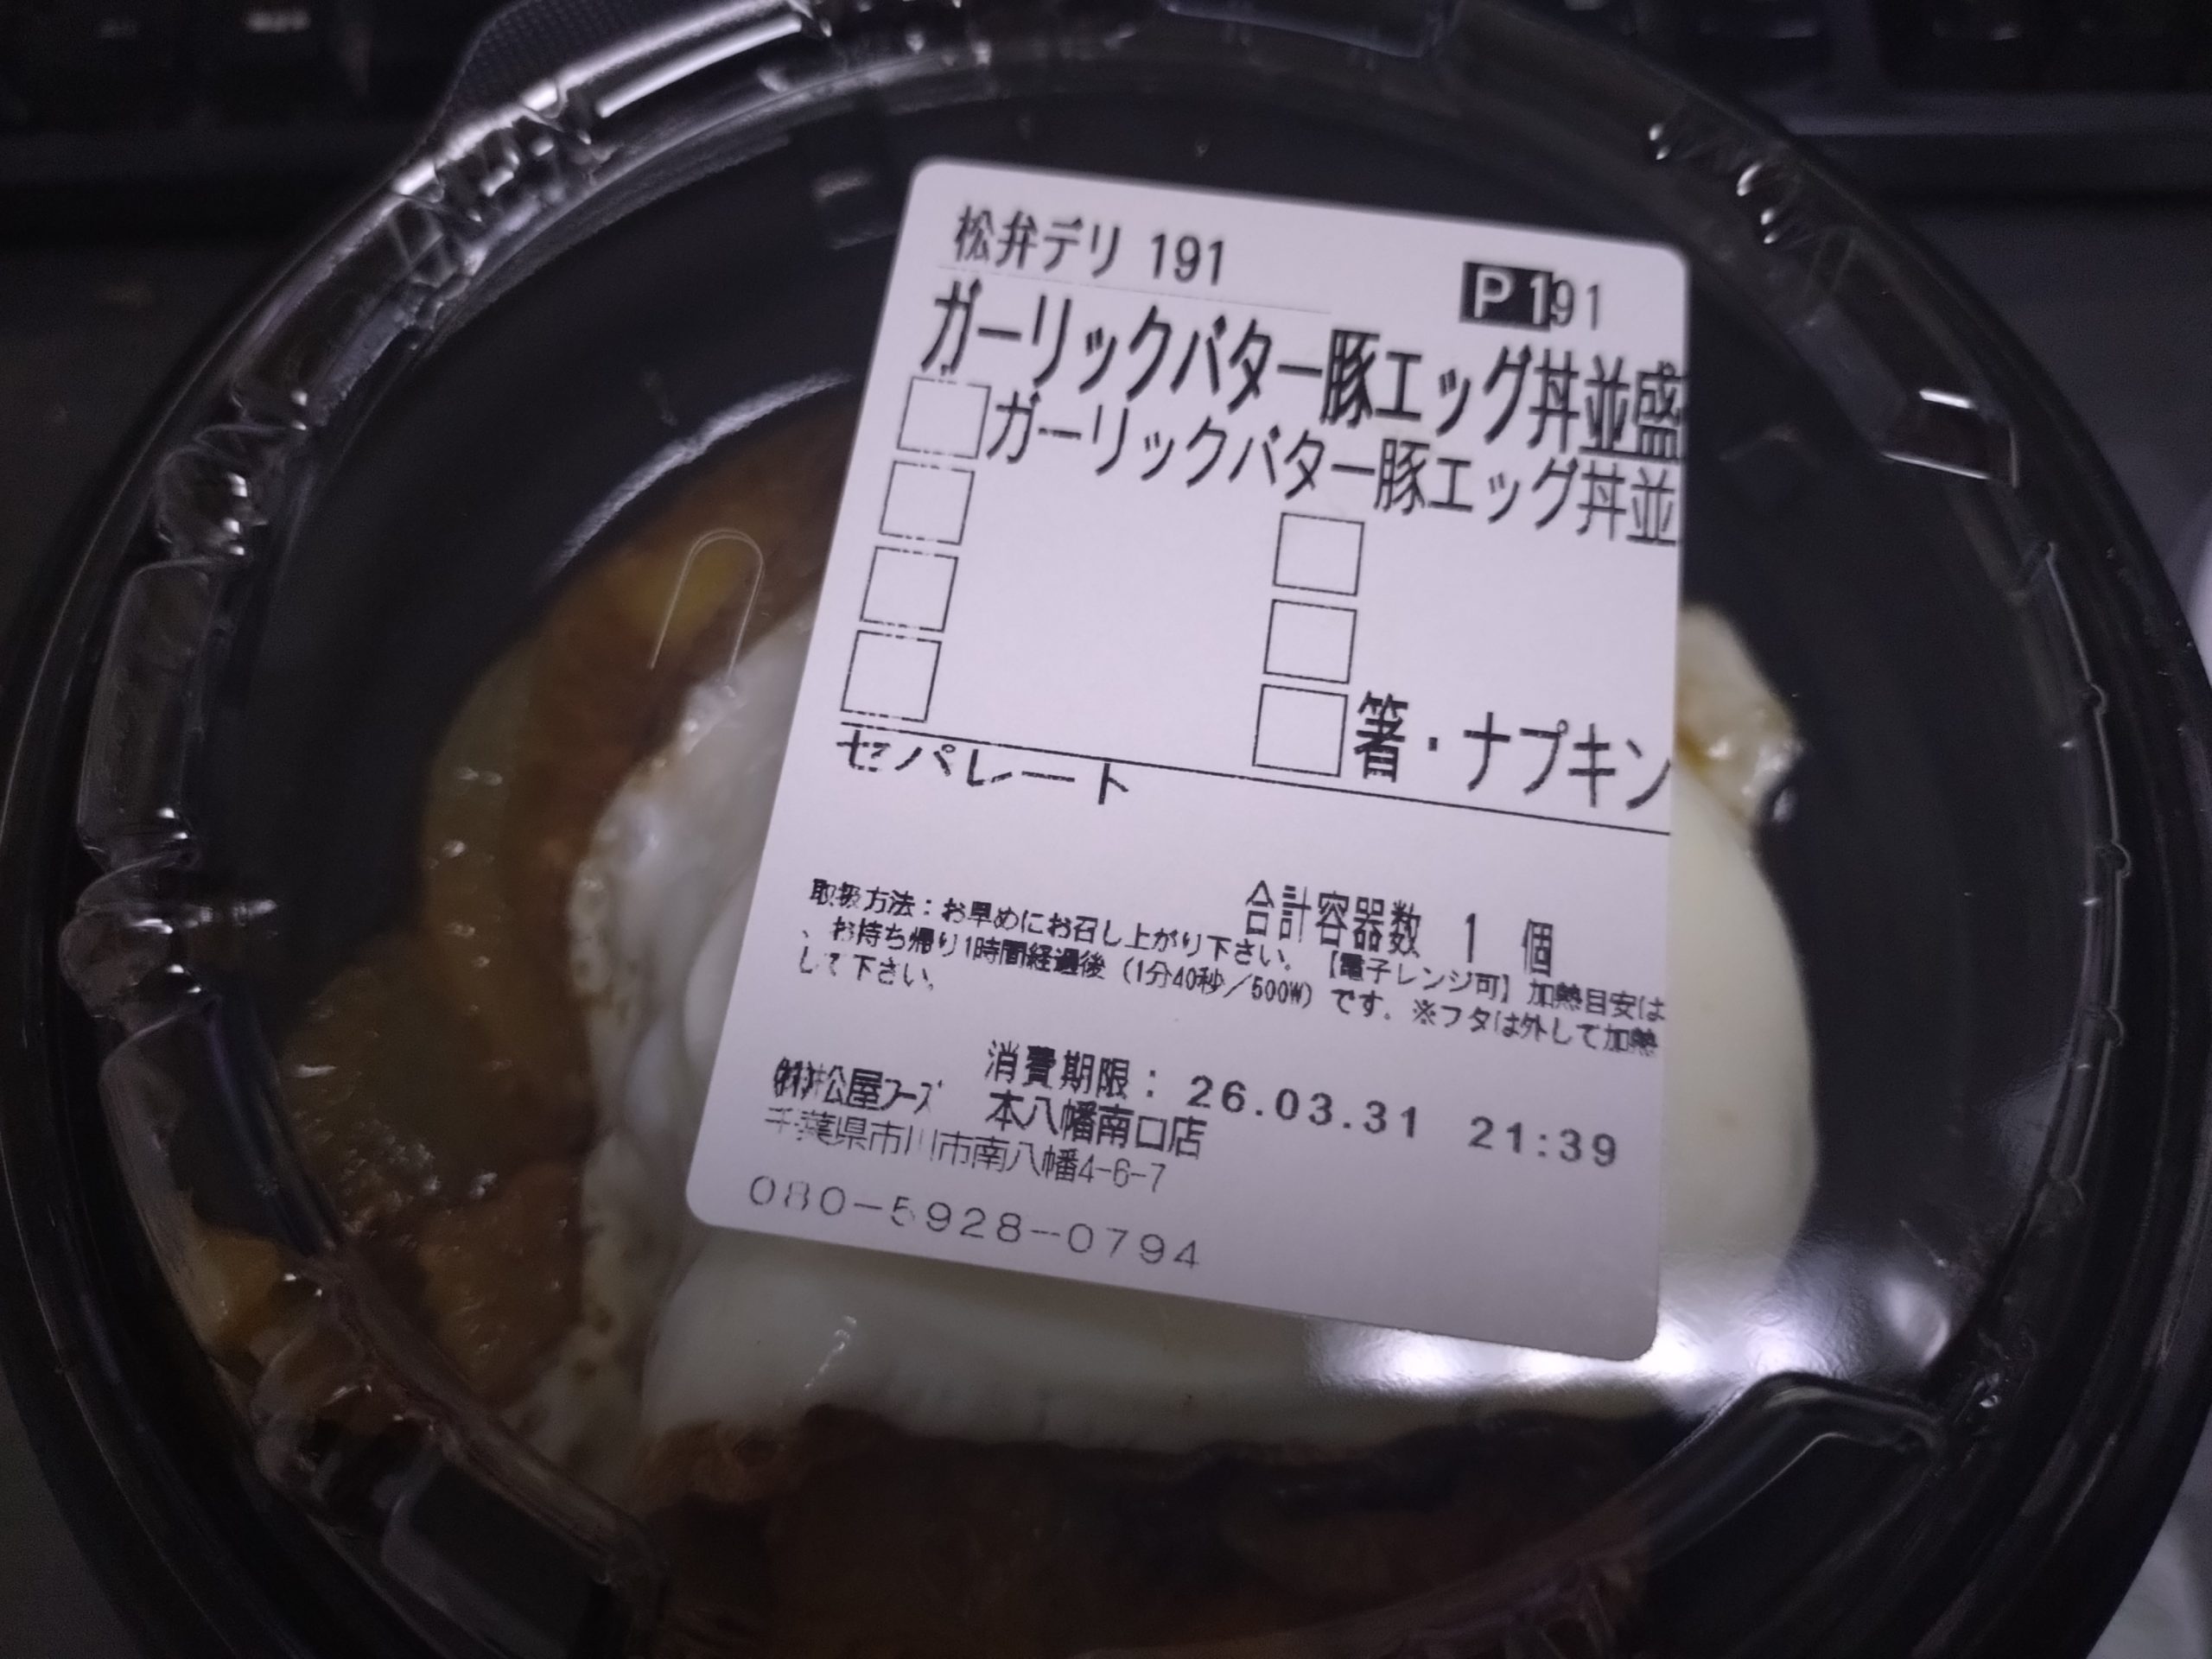 松弁デリ 191
P191
ガーリックバター豚エッグ丼並盛
ガーリックバター豚エッグ丼並
箸・ナプキン
セパレート
合計容器数 1 個
取扱方法：お早めにお召し上がり下さい。【電子レンジ可】加熱目安は
、お持ち帰り1時間経過後（1分40秒／500W）です。※フタは外して加熱
して下さい。
消費期限：26.03.31 21:39
㈱松屋フーズ 本八幡南口店
千葉県市川市南八幡4-6-7
080-5928-0794